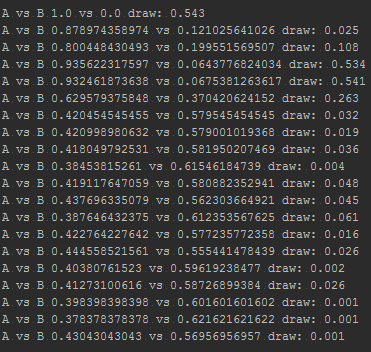 A vs B 1.0 vs 0.0 draw: 0.543
A vs B 0.878974358974 vs 0.121025641026 draw: 0.025
A vs B 0.800448430493 vs 0.199551569507 draw: 0.108
A vs B 0.935622317597 vs 0.0643776824034 draw: 0.534
A vs B 0.932461873638 vs 0.0675381263617 draw: 0.541
A vs B 0.629579375848 vs 0.370420624152 draw: 0.263
A vs B 0.420454545455 vs 0.579545454545 draw: 0.032
A vs B 0.420998980632 vs 0.579001019368 draw: 0.019
A vs B 0.418049792531 vs 0.581950207469 draw: 0.036
A vs B 0.38453815261 vs 0.61546184739 draw: 0.004
A vs B 0.419117647059 vs 0.580882352941 draw: 0.048
A vs B 0.437696335079 vs 0.562303664921 draw: 0.045
A vs B 0.387646432375 vs 0.612353567625 draw: 0.061
A vs B 0.422764227642 vs 0.577235772358 draw: 0.016
A vs B 0.444558521561 vs 0.555441478439 draw: 0.026
A vs B 0.40380761523 vs 0.59619238477 draw: 0.002
A vs B 0.41273100616 vs 0.58726899384 draw: 0.026
A vs B 0.398398398398 vs 0.601601601602 draw: 0.001
A vs B 0.378378378378 vs 0.621621621622 draw: 0.001
A vs B 0.43043043043 vs 0.56956956957 draw: 0.001